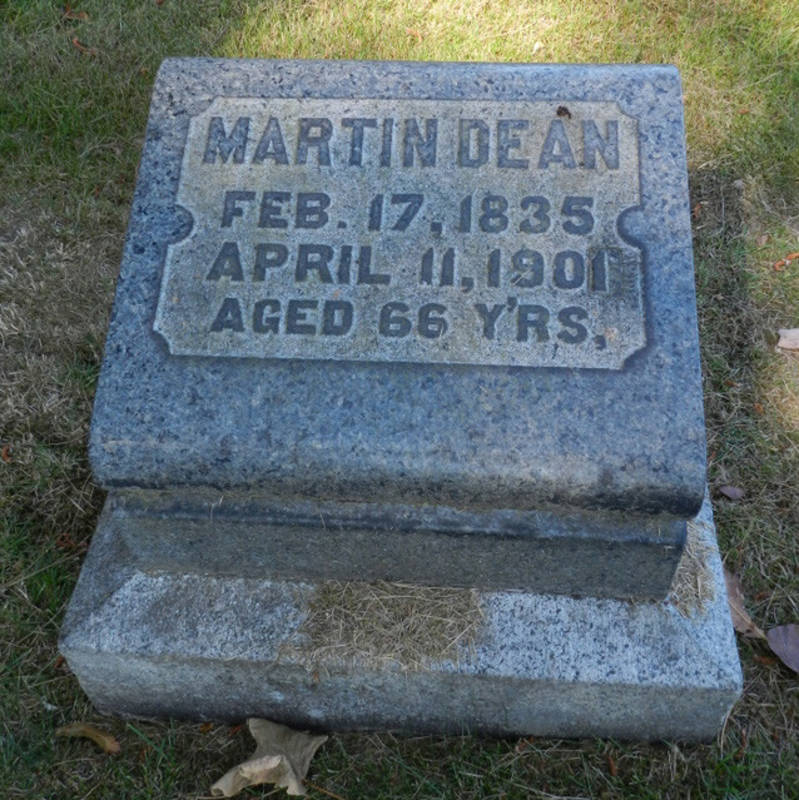 MARTIN DEAN
FEB. 17, 1835
APRIL 11, 1901
AGED 66 Y'RS,